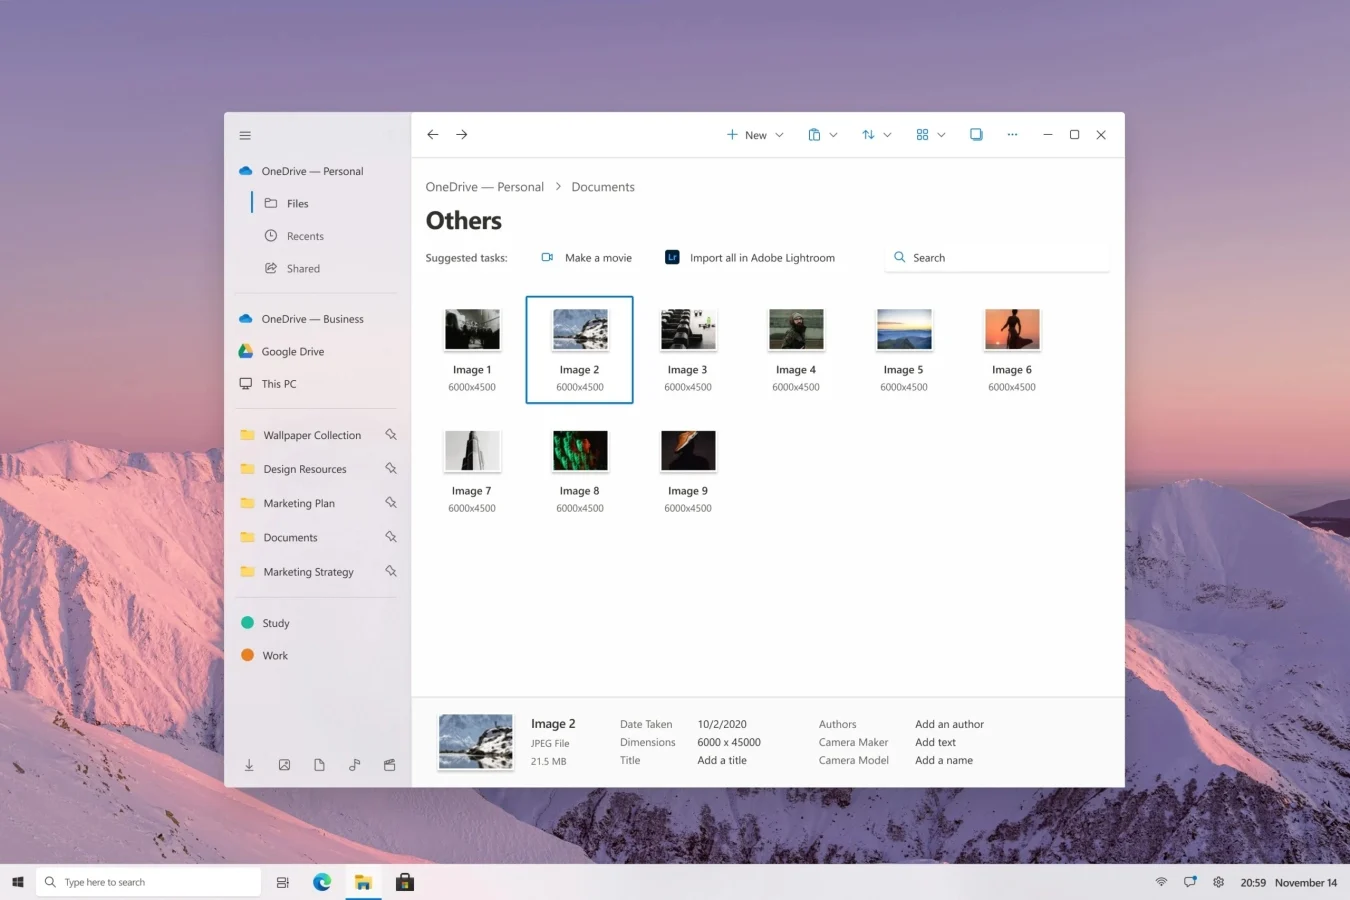 New
OneDrive — Personal
Files
Recents
Shared
OneDrive — Business
Google Drive
This PC
Wallpaper Collection
Design Resources
Marketing Plan
Documents
Marketing Strategy
Study
Work
OneDrive — Personal > Documents
Others
Suggested tasks: Make a movie Lr Import all in Adobe Lightroom Search
Image 1 Image 2 Image 3 Image 4 Image 5 Image 6
6000x4500 6000x4500 6000x4500 6000x4500 6000x4500 6000x4500
Image 7 Image 8 Image 9
6000x4500 6000x4500 6000x4500
Image 2
JPEG File
21.5 MB
Date Taken 10/2/2020
Dimensions 6000 x 45000
Title Add a title
Authors Add an author
Camera Maker Add text
Camera Model Add a name
Type here to search 20:59 November 14